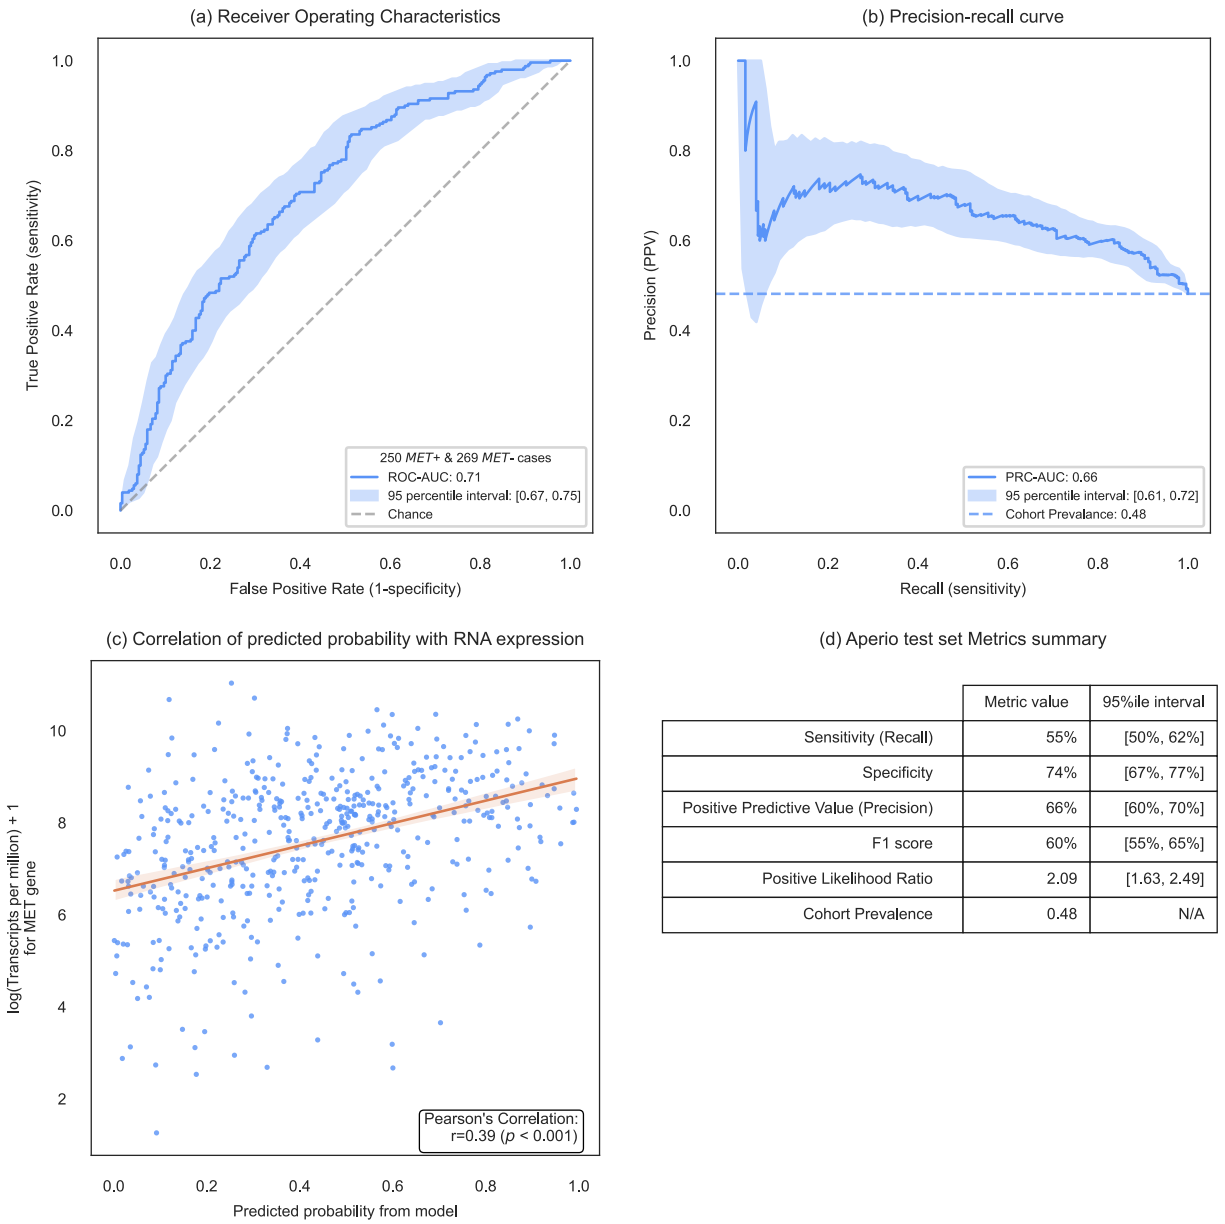 (a) Receiver Operating Characteristics
1.0
0.8
0.6
0.4
0.2
0.0
True Positive Rate (sensitivity)
250 MET+ & 269 MET- cases
ROC-AUC: 0.71
95 percentile interval: [0.67, 0.75]
Chance
0.0 0.2 0.4 0.6 0.8 1.0
False Positive Rate (1-specificity)
(b) Precision-recall curve
1.0
0.8
0.6
0.4
0.2
0.0
Precision (PPV)
PRC-AUC: 0.66
95 percentile interval: [0.61, 0.72]
Cohort Prevalance: 0.48
0.0 0.2 0.4 0.6 0.8 1.0
Recall (sensitivity)
(c) Correlation of predicted probability with RNA expression
10
8
6
4
2
log(Transcripts per million) + 1
for MET gene
Pearson's Correlation:
r=0.39 (p < 0.001)
0.0 0.2 0.4 0.6 0.8 1.0
Predicted probability from model
(d) Aperio test set Metrics summary
Metric value 95%ile interval
Sensitivity (Recall) 55% [50%, 62%]
Specificity 74% [67%, 77%]
Positive Predictive Value (Precision) 66% [60%, 70%]
F1 score 60% [55%, 65%]
Positive Likelihood Ratio 2.09 [1.63, 2.49]
Cohort Prevalence 0.48 N/A